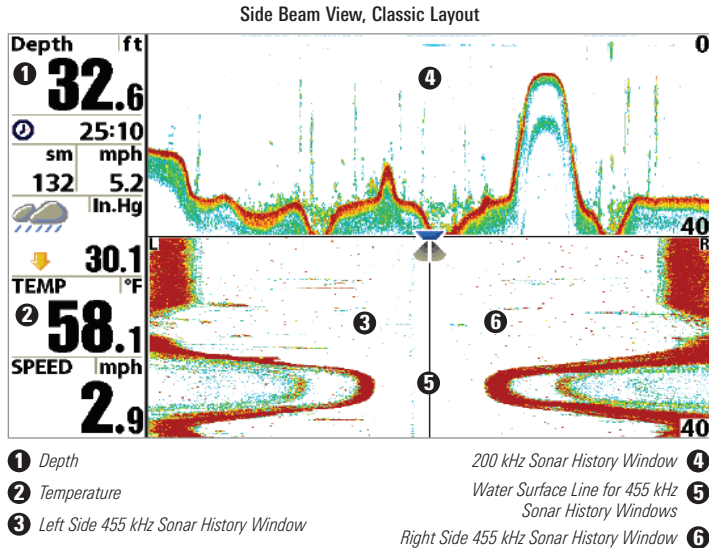 Side Beam View, Classic Layout
Depth ft
1 32.6
25:10
sm mph
132 5.2
In.Hg
30.1
TEMP °F
2 58.1
SPEED mph
2.9
0
4
40
L R
3 6
5
40
1 Depth
2 Temperature
3 Left Side 455 kHz Sonar History Window
200 kHz Sonar History Window 4
Water Surface Line for 455 kHz
Sonar History Windows 5
Right Side 455 kHz Sonar History Window 6